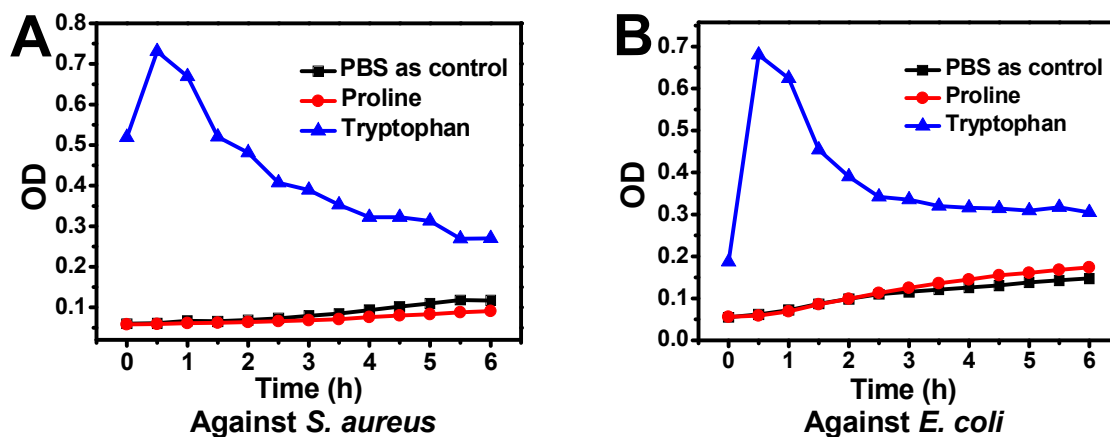 A
OD
0.8
0.7
0.6
0.5
0.4
0.3
0.2
0.1
PBS as control
Proline
Tryptophan
0 1 2 3 4 5 6
Time (h)
Against S. aureus
B
OD
0.7
0.6
0.5
0.4
0.3
0.2
0.1
0.0
PBS as control
Proline
Tryptophan
0 1 2 3 4 5 6
Time (h)
Against E. coli